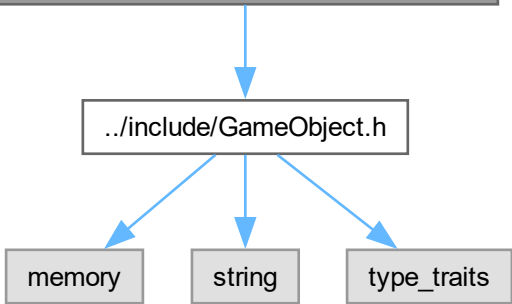 ../include/GameObject.h
memory
string
type_traits